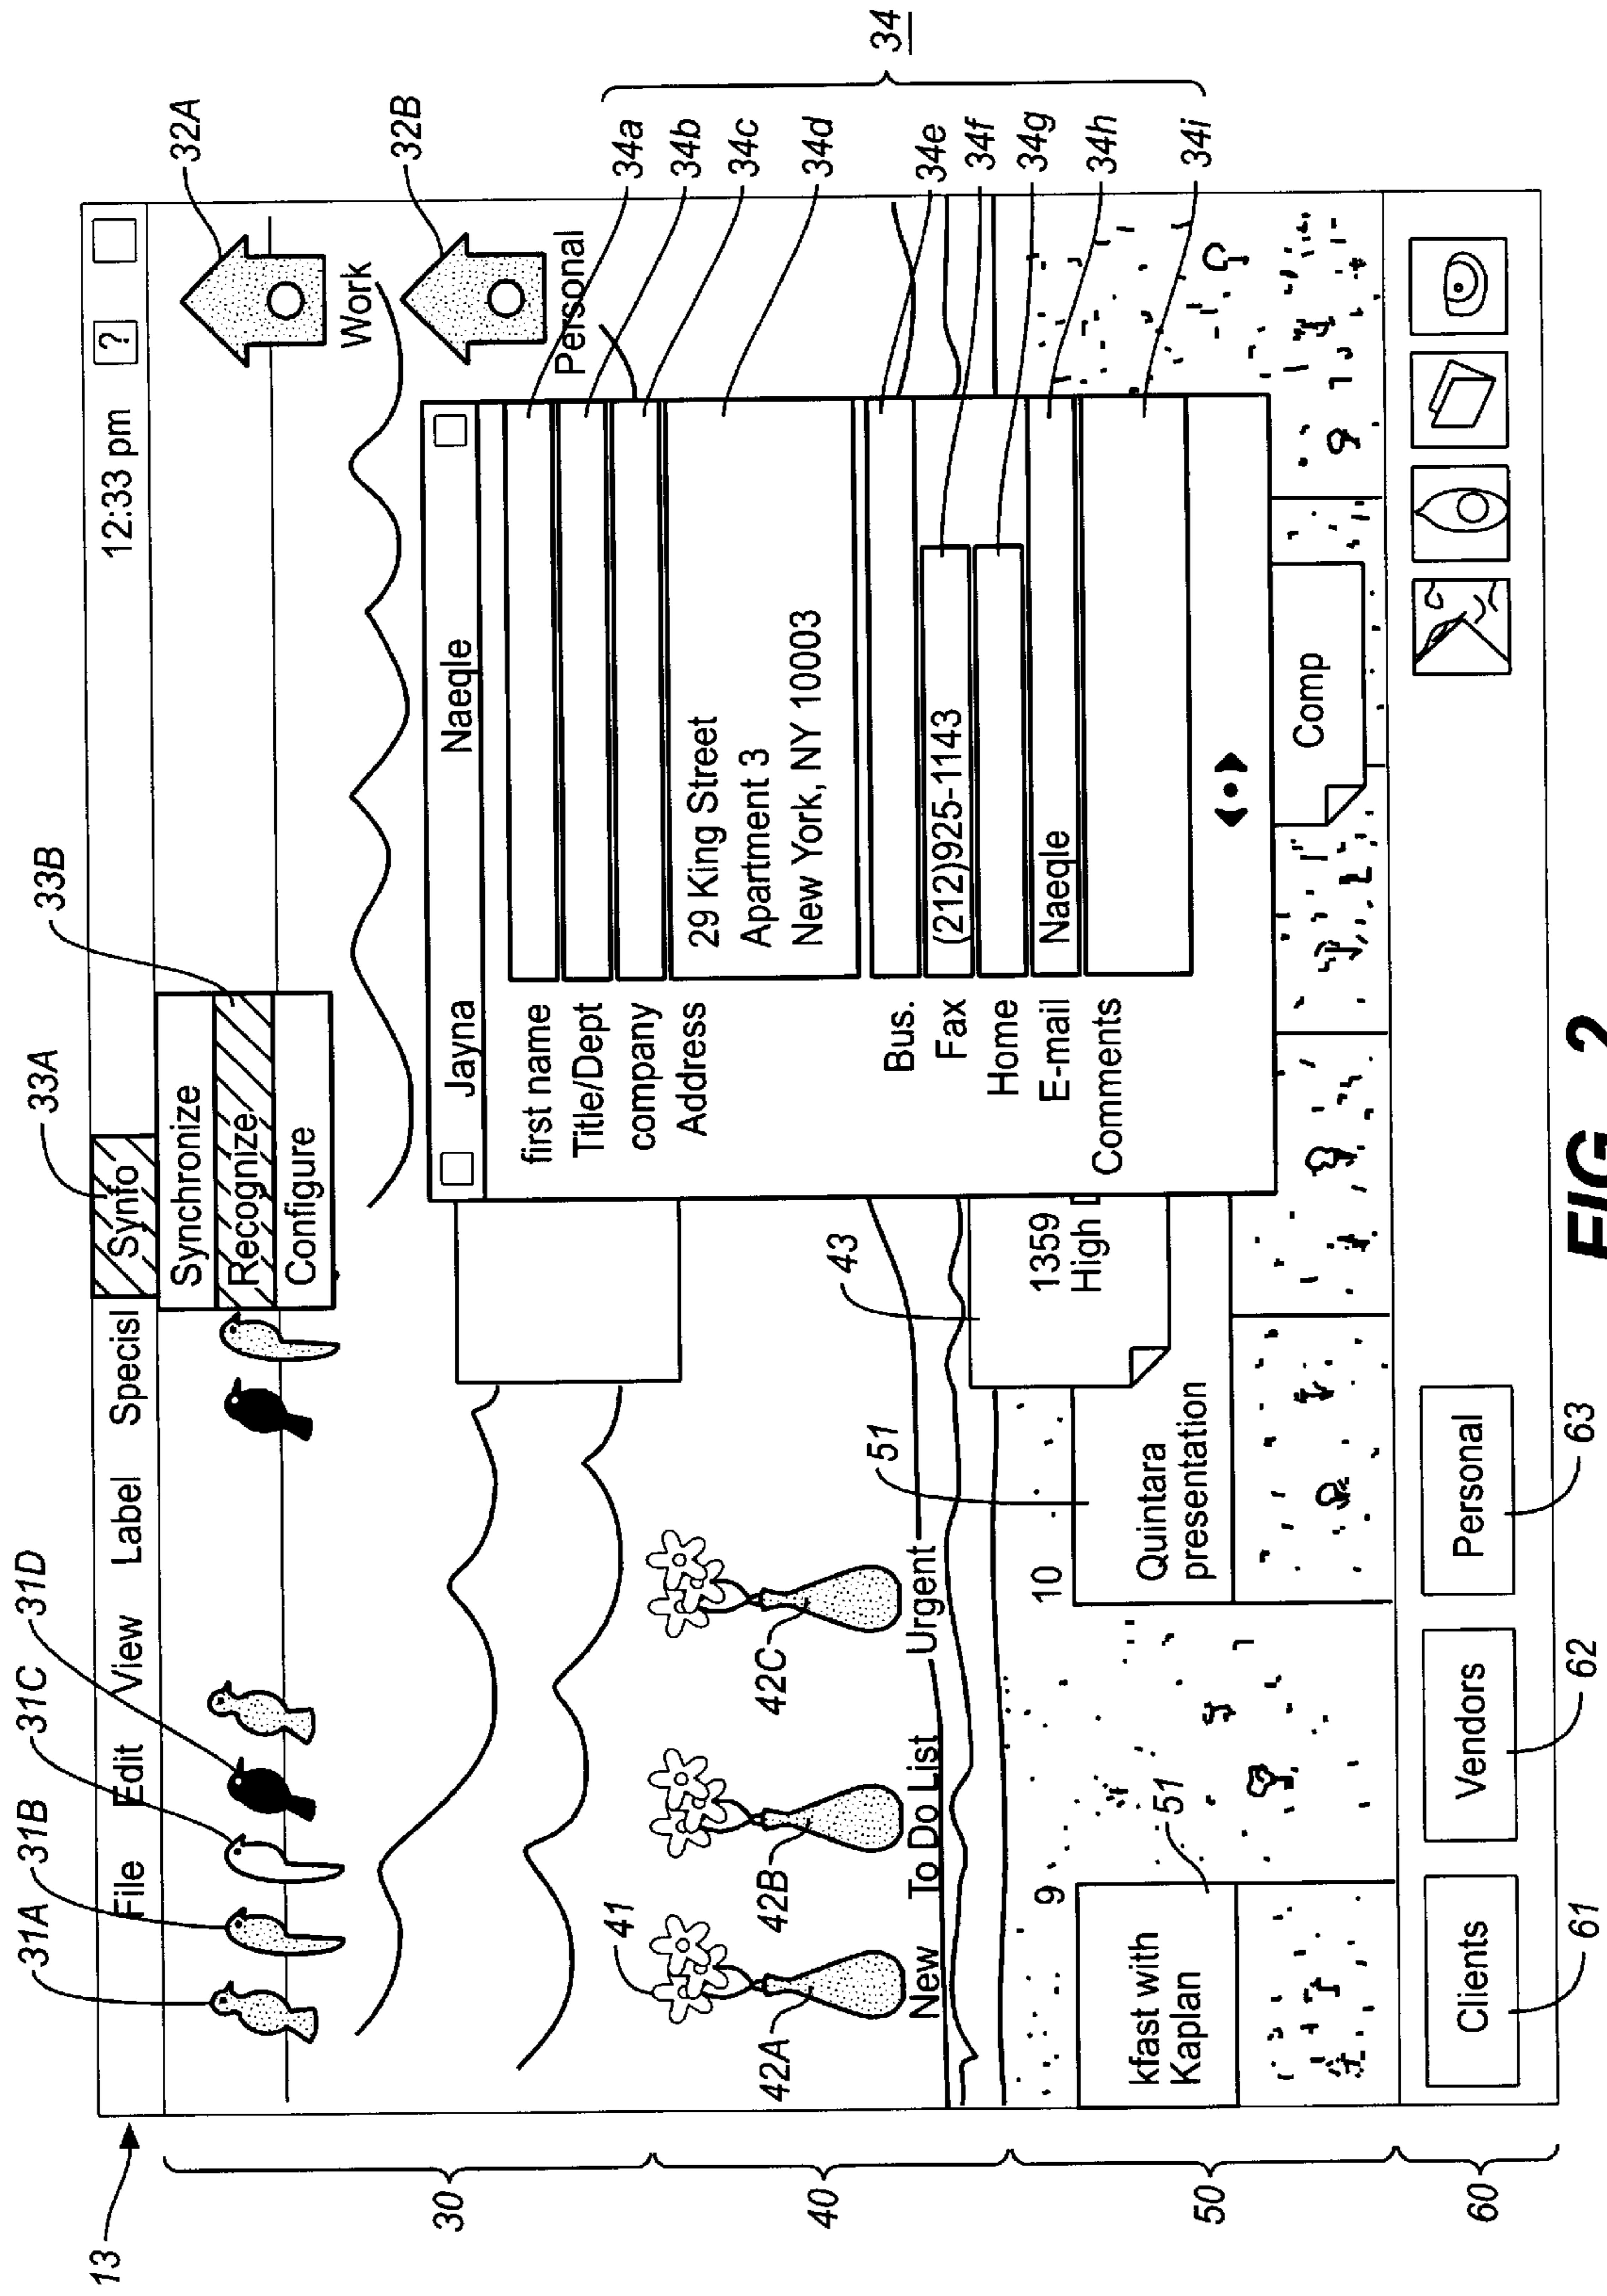 13
31A
31B
31C
31D
33A
33B
File Edit View Label Specisl Synfo 12:33 pm ?
Synchronize
Recognize
Configure
32A
Work
32B
Personal
30
Jayna Naeqle
first name
Title/Dept
company
Address
29 King Street
Apartment 3
New York, NY 10003
Bus.
Fax (212)925-1143
Home
E-mail Naeqle
Comments
34a
34b
34c
34d
34e
34f
34g
34h
34i
34
41
42A
42B
42C
New To Do List Urgent
40
43
1359
High
51
9
10
kfast with
Kaplan
51
Quintara
presentation
Comp
50
Clients Vendors Personal
60
61
62
63
FIG_2